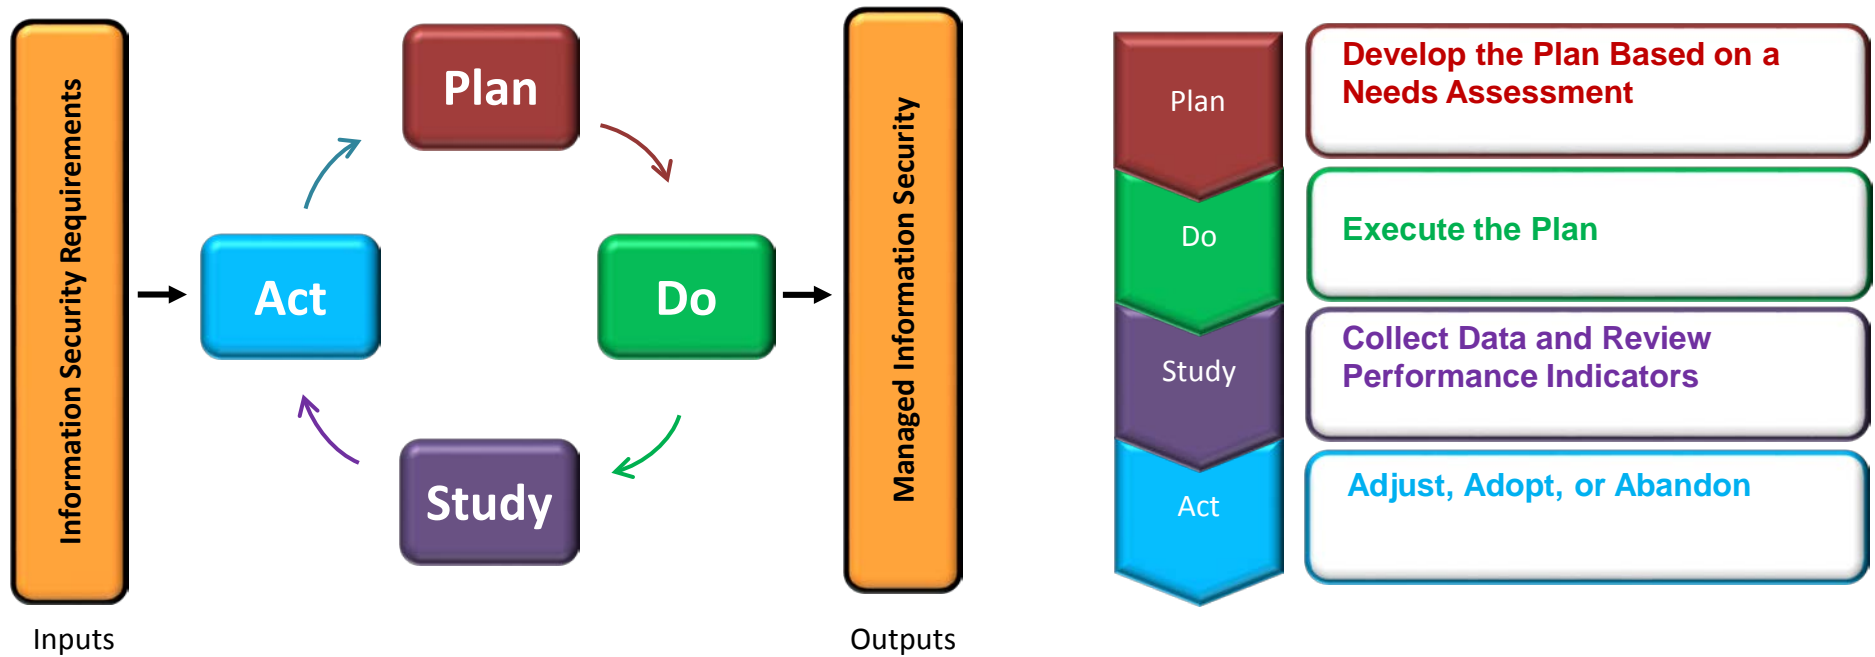 Information Security Requirements
Plan
Act
Do
Study
Managed Information Security
Inputs
Outputs
Plan
Develop the Plan Based on a
Needs Assessment
Do
Execute the Plan
Study
Collect Data and Review
Performance Indicators
Act
Adjust, Adopt, or Abandon